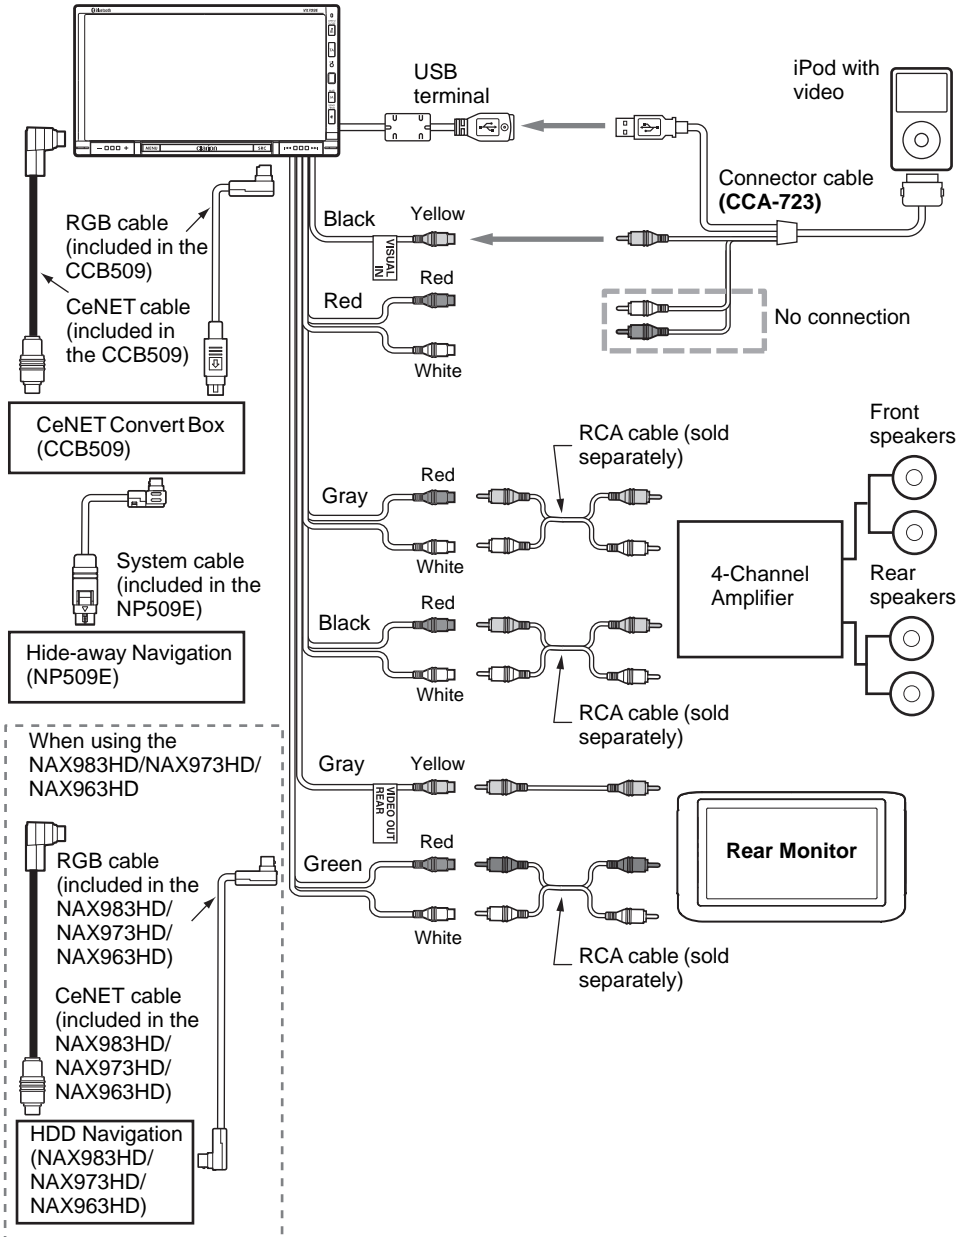 Bluetooth
VX709E
MENU
Clarion
SRC
USB
terminal
iPod with
video
Connector cable
(CCA-723)
RGB cable
(included in the
CCB509)
CeNET cable
(included in
the CCB509)
Black
Yellow
VISUAL
IN
Red
Red
White
No connection
CeNET Convert Box
(CCB509)
RCA cable (sold
separately)
Front
speakers
Gray
Red
White
4-Channel
Amplifier
Rear
speakers
System cable
(included in the
NP509E)
Black
Red
White
Hide-away Navigation
(NP509E)
RCA cable (sold
separately)
When using the
NAX983HD/NAX973HD/
NAX963HD
Gray
Yellow
VIDEO OUT
REAR
Rear Monitor
Green
Red
White
RGB cable
(included in the
NAX983HD/
NAX973HD/
NAX963HD)
RCA cable (sold
separately)
CeNET cable
(included in the
NAX983HD/
NAX973HD/
NAX963HD)
HDD Navigation
(NAX983HD/
NAX973HD/
NAX963HD)